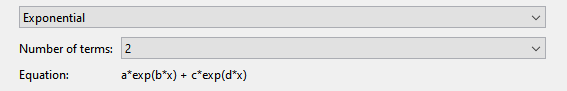 Exponential
Number of terms: 2
Equation: a*exp(b*x) + c*exp(d*x)